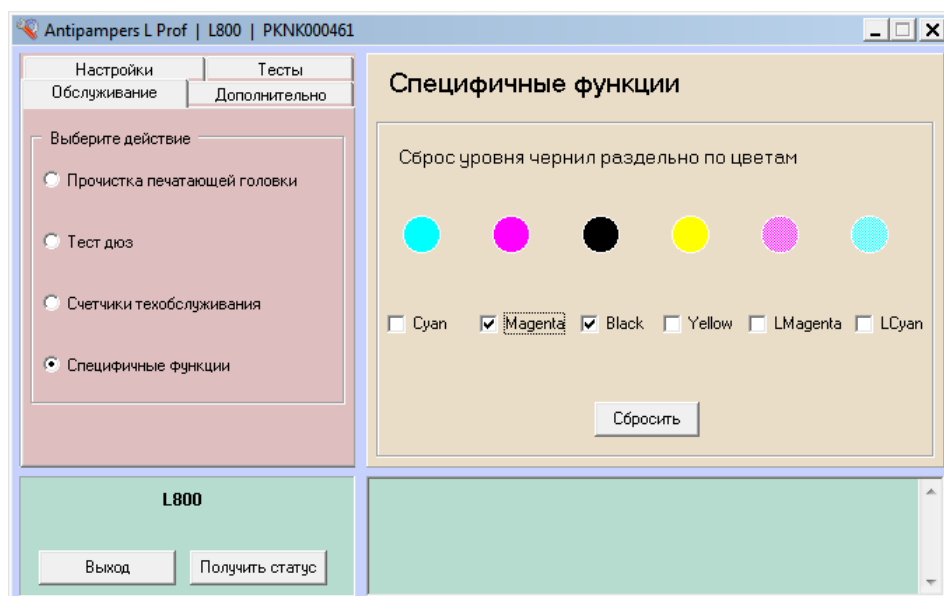 Antipampers L Prof | L800 | PKNK000461
Настройки Тесты
Обслуживание Дополнительно
Выберите действие
Прочистка печатающей головки
Тест дюз
Счетчики техобслуживания
Специфичные функции
Специфичные функции
Сброс уровня чернил раздельно по цветам
Cyan Magenta Black Yellow LMagenta LCyan
Сбросить
L800
Выход Получить статус